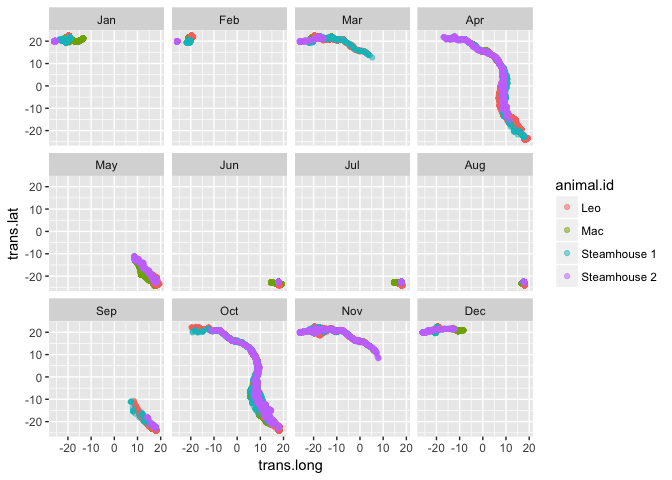 Jan Feb Mar Apr
20
10
0
-10
-20
May Jun Jul Aug
20
10
0
-10
-20
Sep Oct Nov Dec
20
10
0
-10
-20
-20 -10 0 10 20 -20 -10 0 10 20 -20 -10 0 10 20 -20 -10 0 10 20
trans.long
trans.lat
animal.id
Leo
Mac
Steamhouse 1
Steamhouse 2